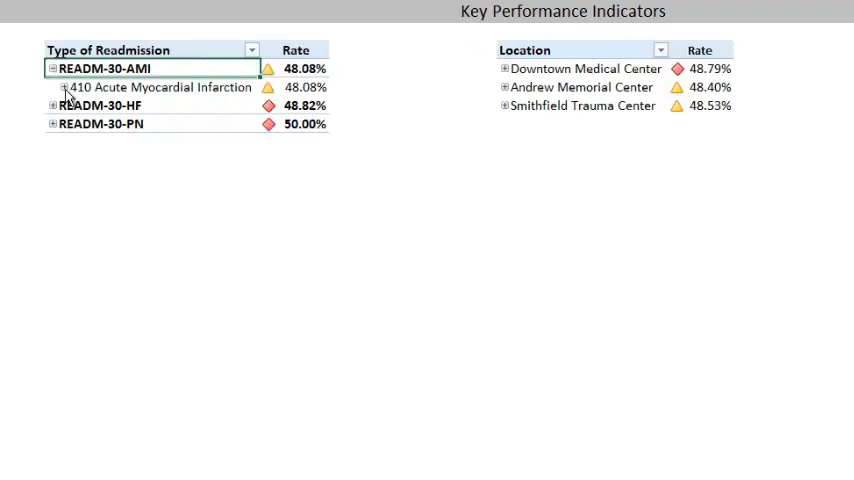 Key Performance Indicators
Type of Readmission Rate
READM-30-AMI 48.08%
410 Acute Myocardial Infarction 48.08%
READM-30-HF 48.82%
READM-30-PN 50.00%
Location Rate
Downtown Medical Center 48.79%
Andrew Memorial Center 48.40%
Smithfield Trauma Center 48.53%